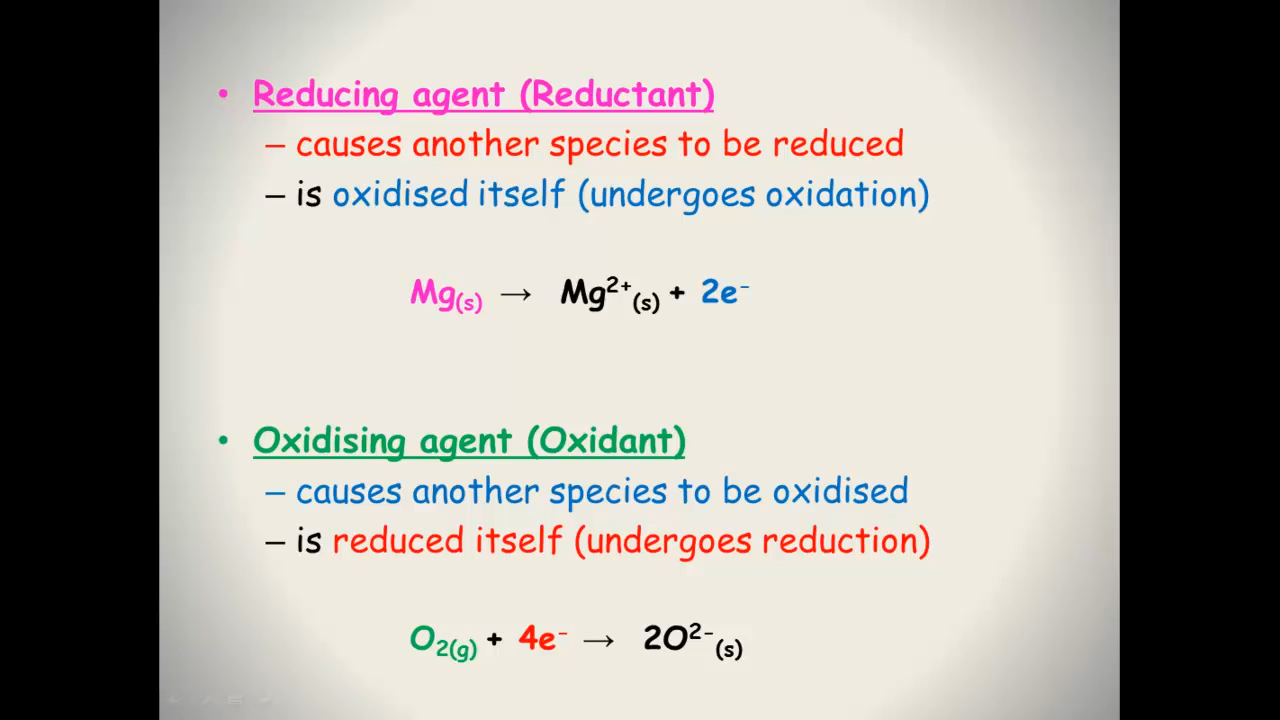 • Reducing agent (Reductant)
– causes another species to be reduced
– is oxidised itself (undergoes oxidation)
Mg(s) → Mg²⁺(s) + 2e⁻
• Oxidising agent (Oxidant)
– causes another species to be oxidised
– is reduced itself (undergoes reduction)
O₂(g) + 4e⁻ → 2O²⁻(s)